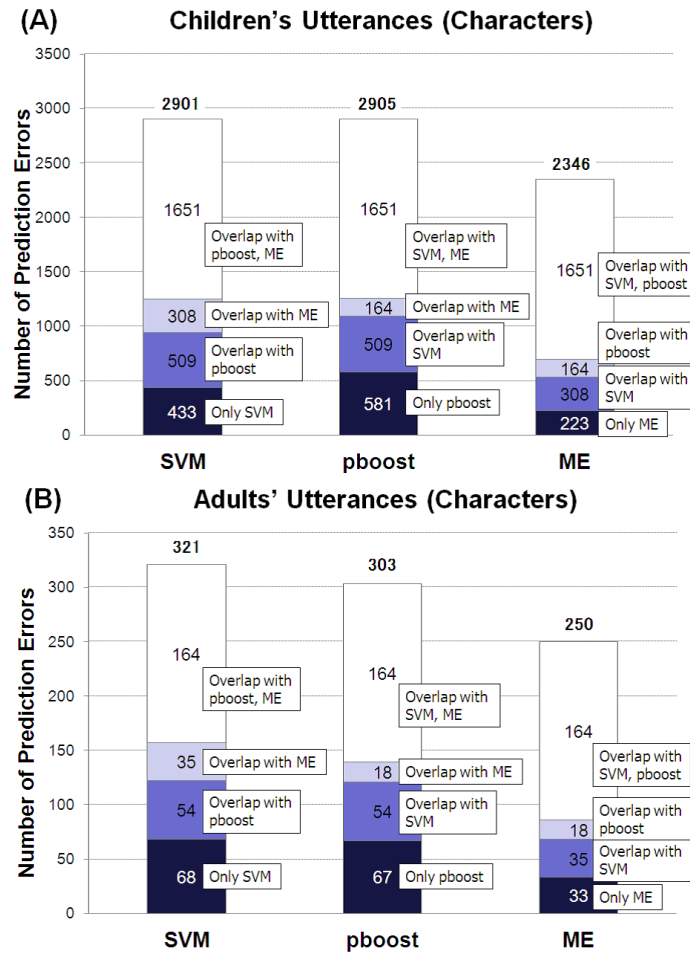 (A) Children's Utterances (Characters)
Number of Prediction Errors
3500
3000
2500
2000
1500
1000
500
0
2901
1651
Overlap with
pboost, ME
308
Overlap with ME
509
Overlap with
pboost
433
Only SVM
SVM
2905
1651
Overlap with
SVM, ME
164
Overlap with ME
509
Overlap with
SVM
581
Only pboost
pboost
2346
1651
Overlap with
SVM, pboost
Overlap with
pboost
164
Overlap with
SVM
308
223
Only ME
ME
(B) Adults' Utterances (Characters)
Number of Prediction Errors
350
300
250
200
150
100
50
0
321
164
Overlap with
pboost, ME
35
Overlap with ME
54
Overlap with
pboost
68
Only SVM
SVM
303
164
Overlap with
SVM, ME
18
Overlap with ME
54
Overlap with
SVM
67
Only pboost
pboost
250
164
Overlap with
SVM, pboost
18
Overlap with
pboost
35
Overlap with
SVM
33
Only ME
ME